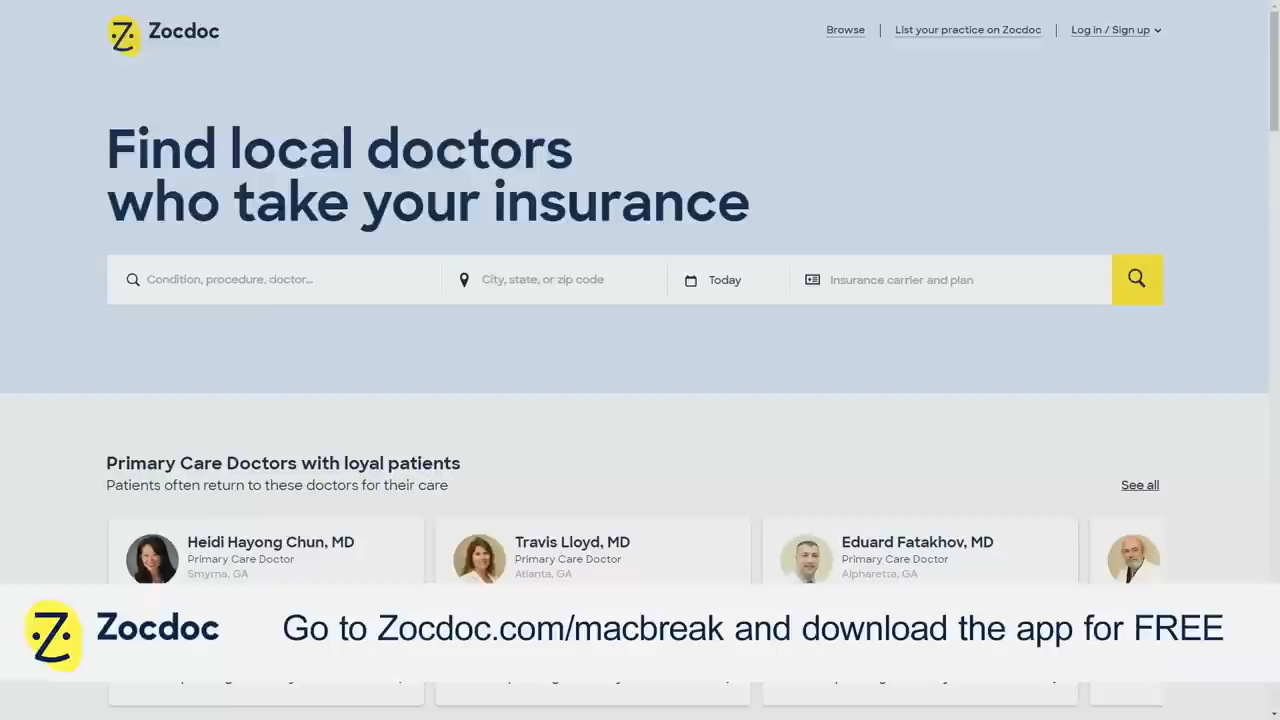 Zocdoc
Browse
List your practice on Zocdoc
Log in / Sign up
Find local doctors
who take your insurance
Condition, procedure, doctor...
City, state, or zip code
Today
Insurance carrier and plan
Primary Care Doctors with loyal patients
Patients often return to these doctors for their care
See all
Heidi Hayong Chun, MD
Primary Care Doctor
Smyrna, GA
Travis Lloyd, MD
Primary Care Doctor
Atlanta, GA
Eduard Fatakhov, MD
Primary Care Doctor
Alpharetta, GA
Zocdoc
Go to Zocdoc.com/macbreak and download the app for FREE